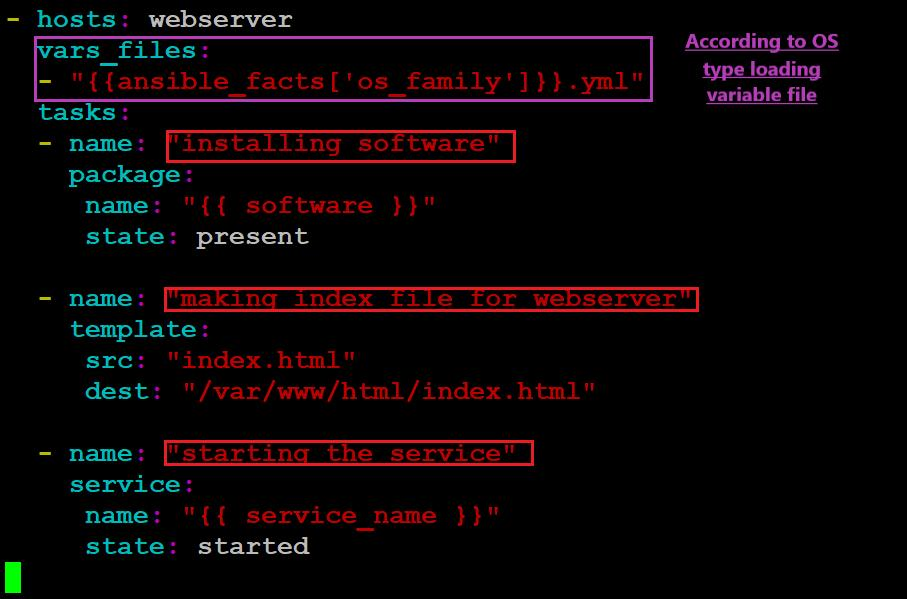 - hosts: webserver
  vars_files:
  - "{{ansible_facts['os_family']}}.yml"
  tasks:
  - name: "installing software"
    package:
     name: "{{ software }}"
     state: present

  - name: "making index file for webserver"
    template:
     src: "index.html"
     dest: "/var/www/html/index.html"

  - name: "starting the service"
    service:
     name: "{{ service_name }}"
     state: started
According to OS
type loading
variable file